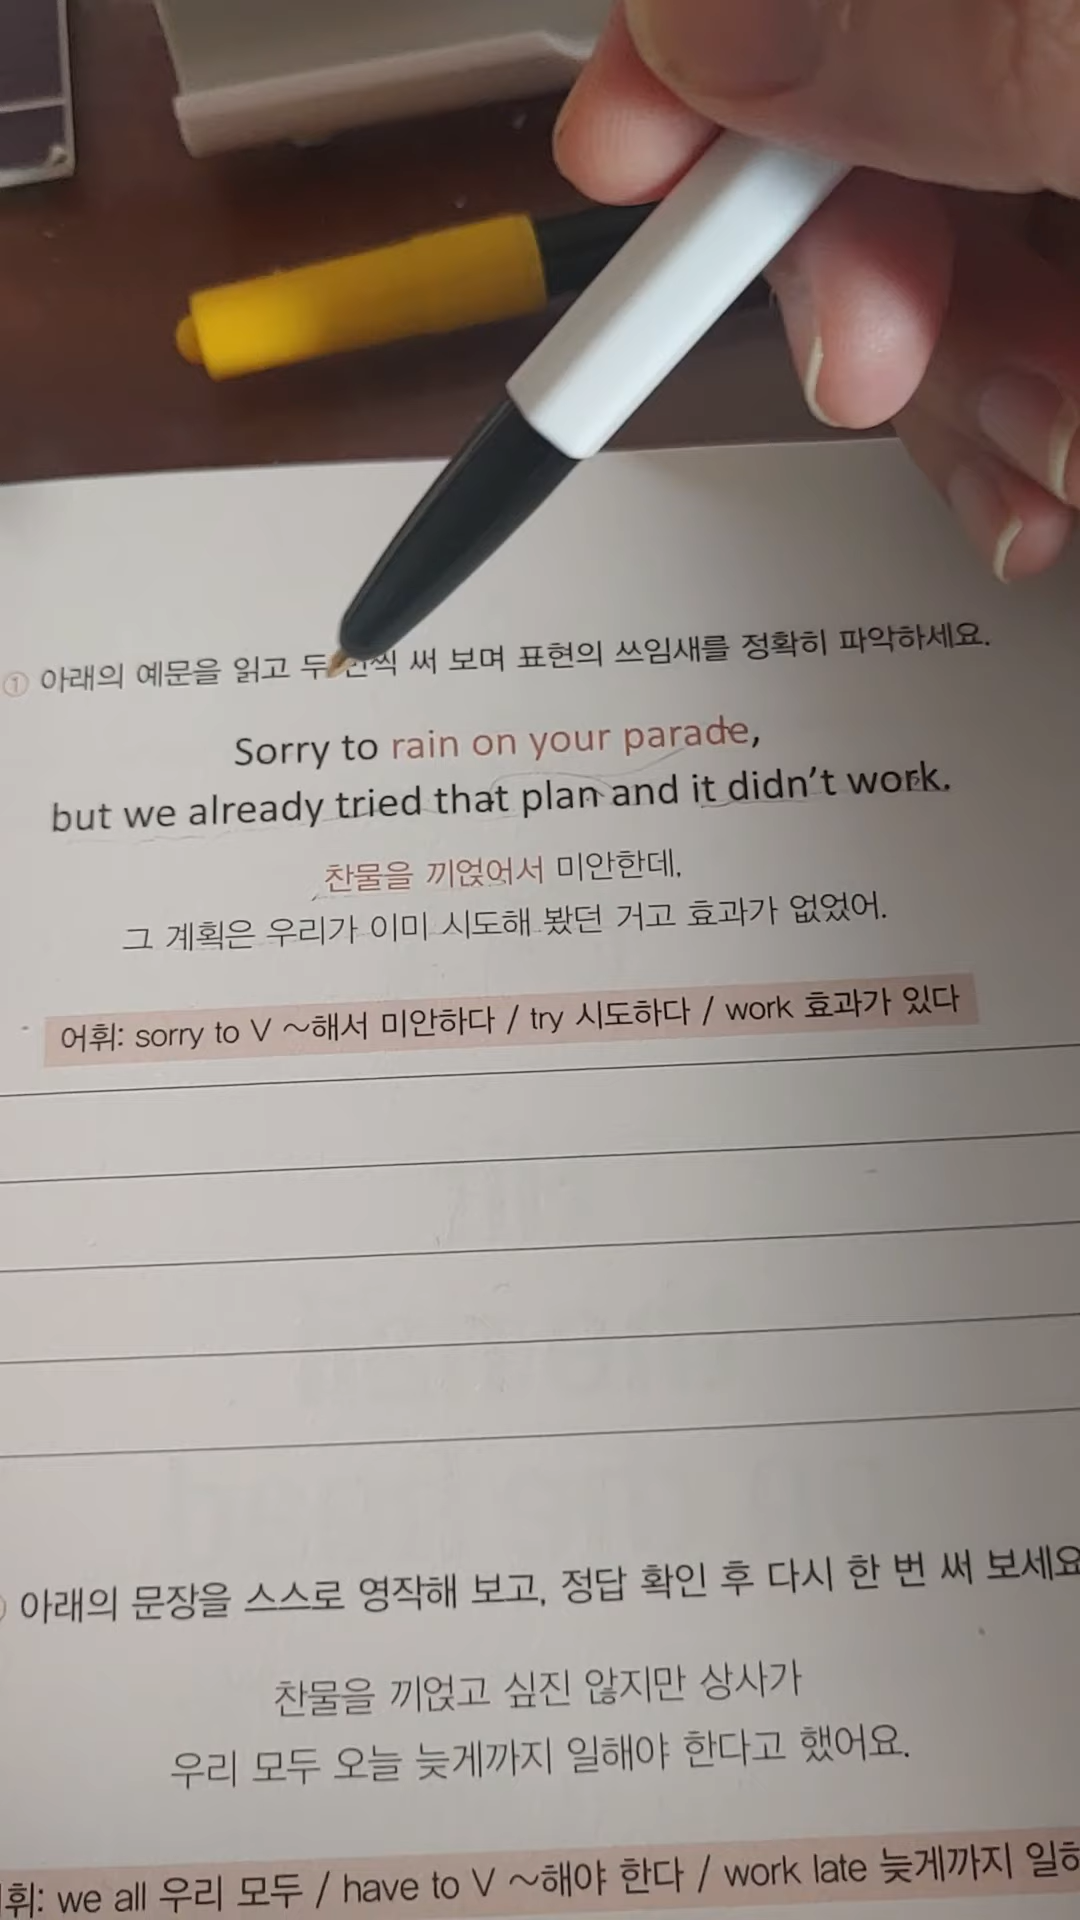 ① 아래의 예문을 읽고 두 번씩 써 보며 표현의 쓰임새를 정확히 파악하세요.
Sorry to rain on your parade,
but we already tried that plan and it didn't work.
찬물을 끼얹어서 미안한데,
그 계획은 우리가 이미 시도해 봤던 거고 효과가 없었어.
어휘: sorry to V ~해서 미안하다 / try 시도하다 / work 효과가 있다
아래의 문장을 스스로 영작해 보고, 정답 확인 후 다시 한 번 써 보세요
찬물을 끼얹고 싶진 않지만 상사가
우리 모두 오늘 늦게까지 일해야 한다고 했어요.
휘: we all 우리 모두 / have to V ~해야 한다 / work late 늦게까지